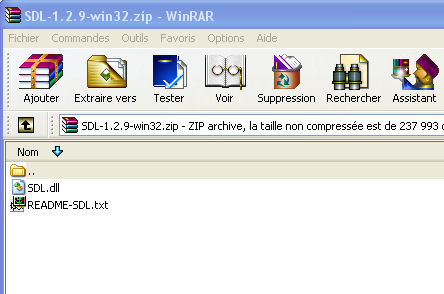 SDL-1.2.9-win32.zip - WinRAR
Fichier Commandes Outils Favoris Options Aide
Ajouter Extraire vers Tester Voir Suppression Rechercher Assistant
SDL-1.2.9-win32.zip - ZIP archive, la taille non compressée est de 237 993
Nom
..
SDL.dll
README-SDL.txt